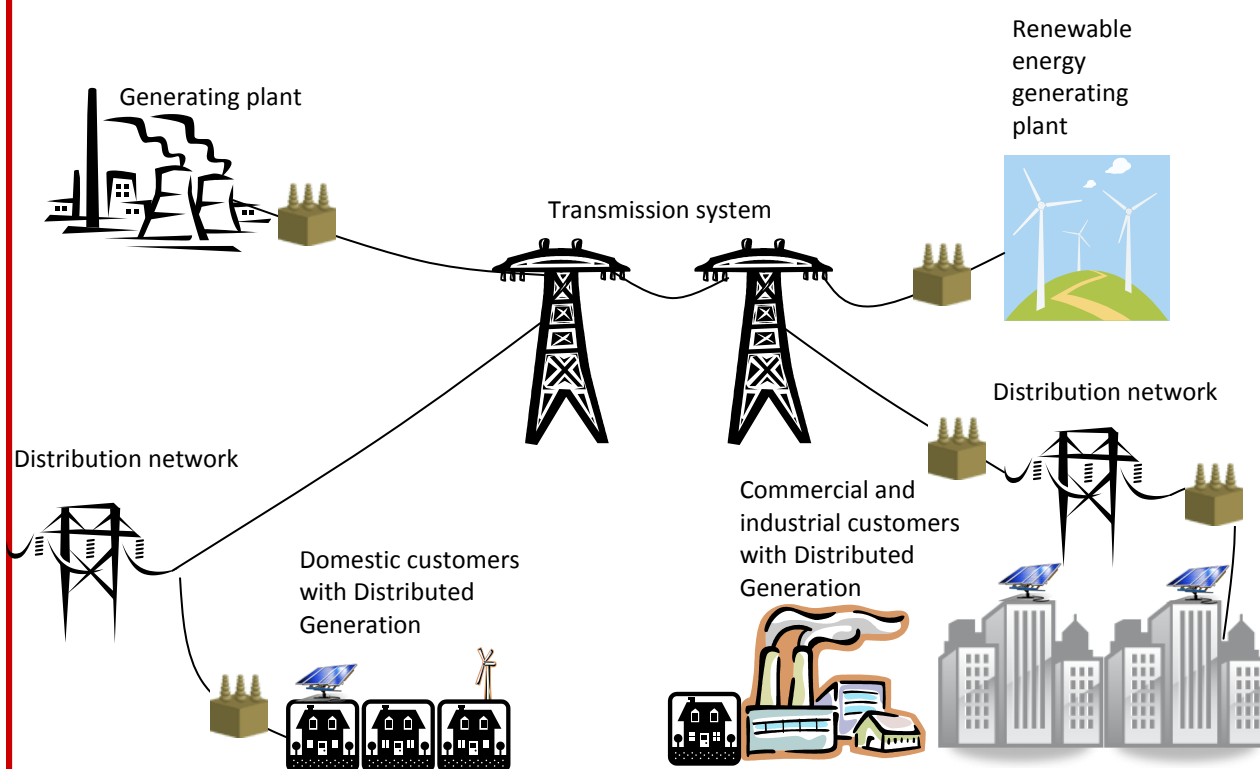 Renewable
energy
generating
plant
Generating plant
Transmission system
Distribution network
Distribution network
Commercial and
industrial customers
with Distributed
Generation
Domestic customers
with Distributed
Generation